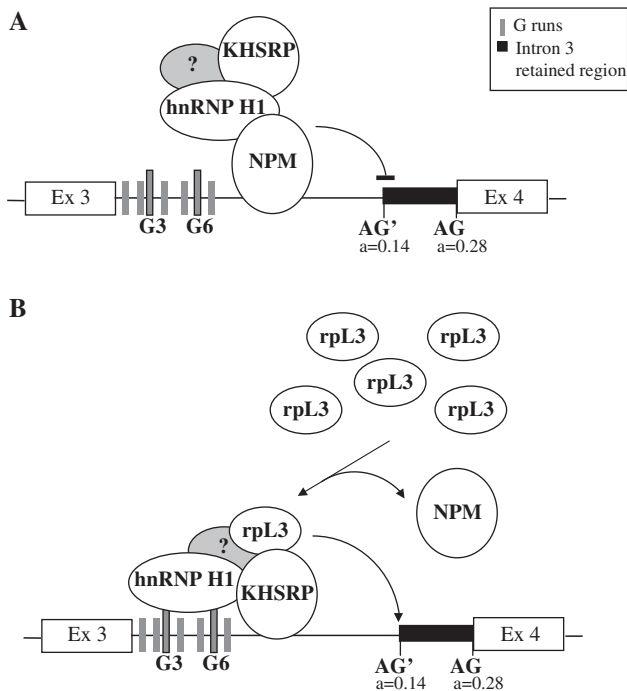 A
G runs
Intron 3
retained region
KHSRP
?
hnRNP H1
NPM
Ex 3
Ex 4
G3 G6
AG’ AG
a=0.14 a=0.28
B
rpL3 rpL3
rpL3
rpL3 rpL3
NPM
rpL3
?
hnRNP H1
KHSRP
Ex 3
Ex 4
G3 G6
AG’ AG
a=0.14 a=0.28